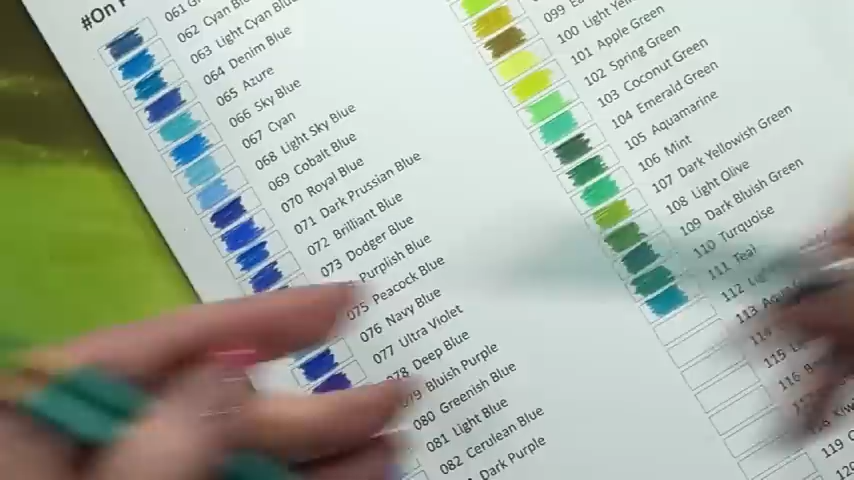 #On
061
062 Cyan
063 Light Cyan
064 Denim Blue
065 Azure
066 Sky Blue
067 Cyan
068 Light Sky Blue
069 Cobalt Blue
070 Royal Blue
071 Dark Prussian Blue
072 Brilliant Blue
073 Dodger Blue
Purplish Blue
075 Peacock Blue
076 Navy Blue
077 Ultra Violet
078 Deep Blue
079 Bluish Purple
080 Greenish Blue
081 Light Blue
082 Cerulean Blue
Dark Purple
099
100 Light
101 Apple Green
102 Spring Green
103 Coconut Green
104 Emerald Green
105 Aquamarine
106 Mint
107 Dark Yellowish Green
108 Light Olive
109 Dark Bluish Green
110 Turquoise
111 Teal
112
113
114
115
116
119
120